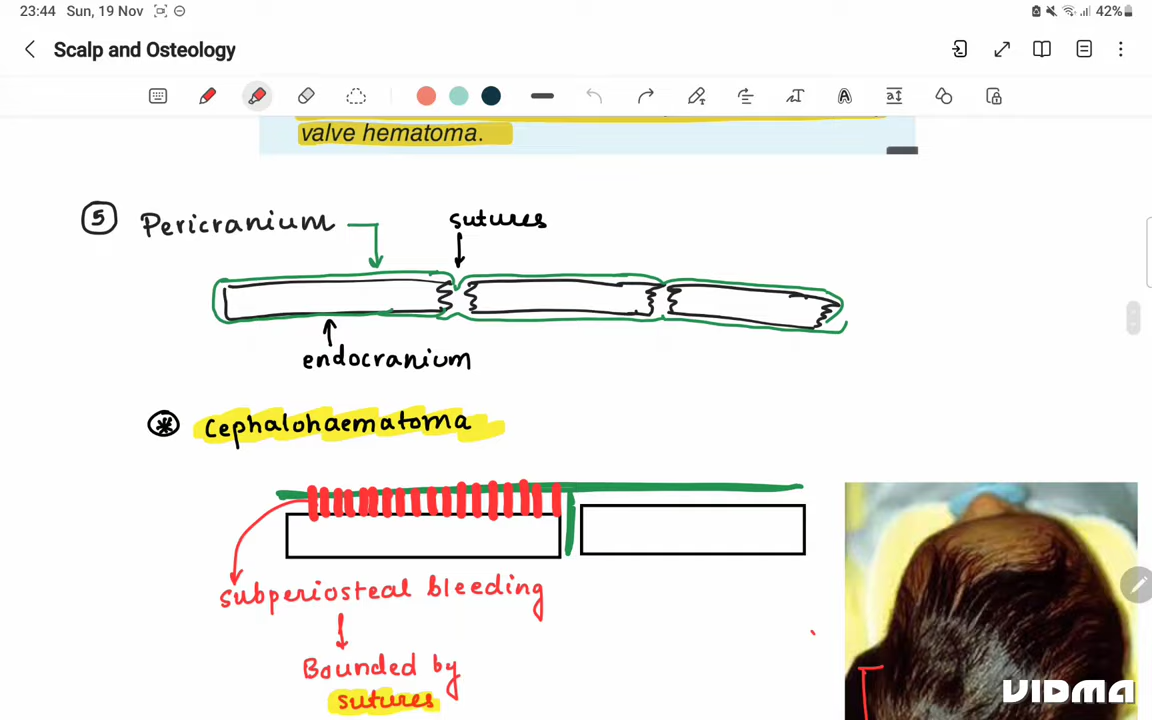 23:44 Sun, 19 Nov 42%
Scalp and Osteology
valve hematoma.
5 Pericranium
sutures
endocranium
* Cephalohaematoma
subperiosteal bleeding
Bounded by
sutures
VIDMA